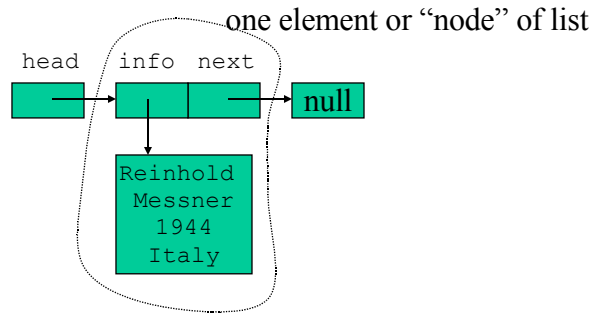 one element or “node” of list
head info next
null
Reinhold
Messner
1944
Italy